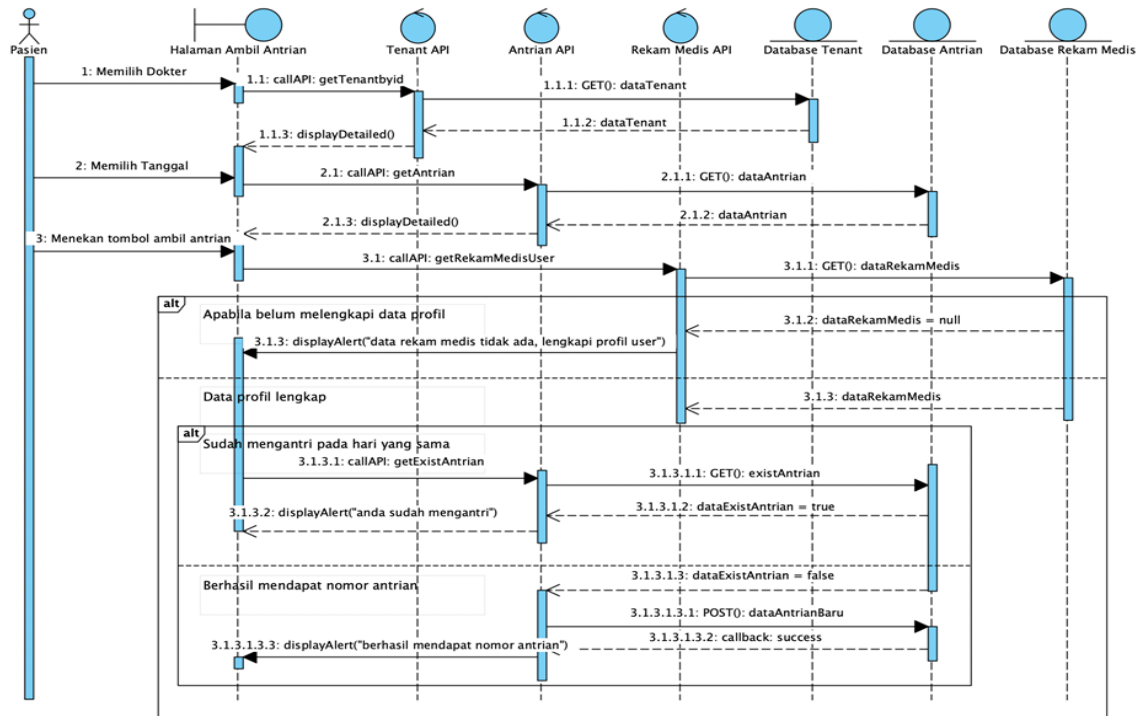 Pasien
Halaman Ambil Antrian
Tenant API
Antrian API
Rekam Medis API
Database Tenant
Database Antrian
Database Rekam Medis
1: Memilih Dokter
1.1: callAPI: getTenantbyid
1.1.1: GET(): dataTenant
1.1.2: dataTenant
1.1.3: displayDetailed()
2: Memilih Tanggal
2.1: callAPI: getAntrian
2.1.1: GET(): dataAntrian
2.1.2: dataAntrian
2.1.3: displayDetailed()
3: Menekan tombol ambil antrian
3.1: callAPI: getRekamMedisUser
3.1.1: GET(): dataRekamMedis
alt
Apabila belum melengkapi data profil
3.1.2: dataRekamMedis = null
3.1.3: displayAlert("data rekam medis tidak ada, lengkapi profil user")
Data profil lengkap
3.1.3: dataRekamMedis
alt
Sudah mengantri pada hari yang sama
3.1.3.1: callAPI: getExistAntrian
3.1.3.1.1: GET(): existAntrian
3.1.3.1.2: dataExistAntrian = true
3.1.3.2: displayAlert("anda sudah mengantri")
Berhasil mendapat nomor antrian
3.1.3.1.3: dataExistAntrian = false
3.1.3.1.3.1: POST(): dataAntrianBaru
3.1.3.1.3.2: callback: success
3.1.3.1.3.3: displayAlert("berhasil mendapat nomor antrian")